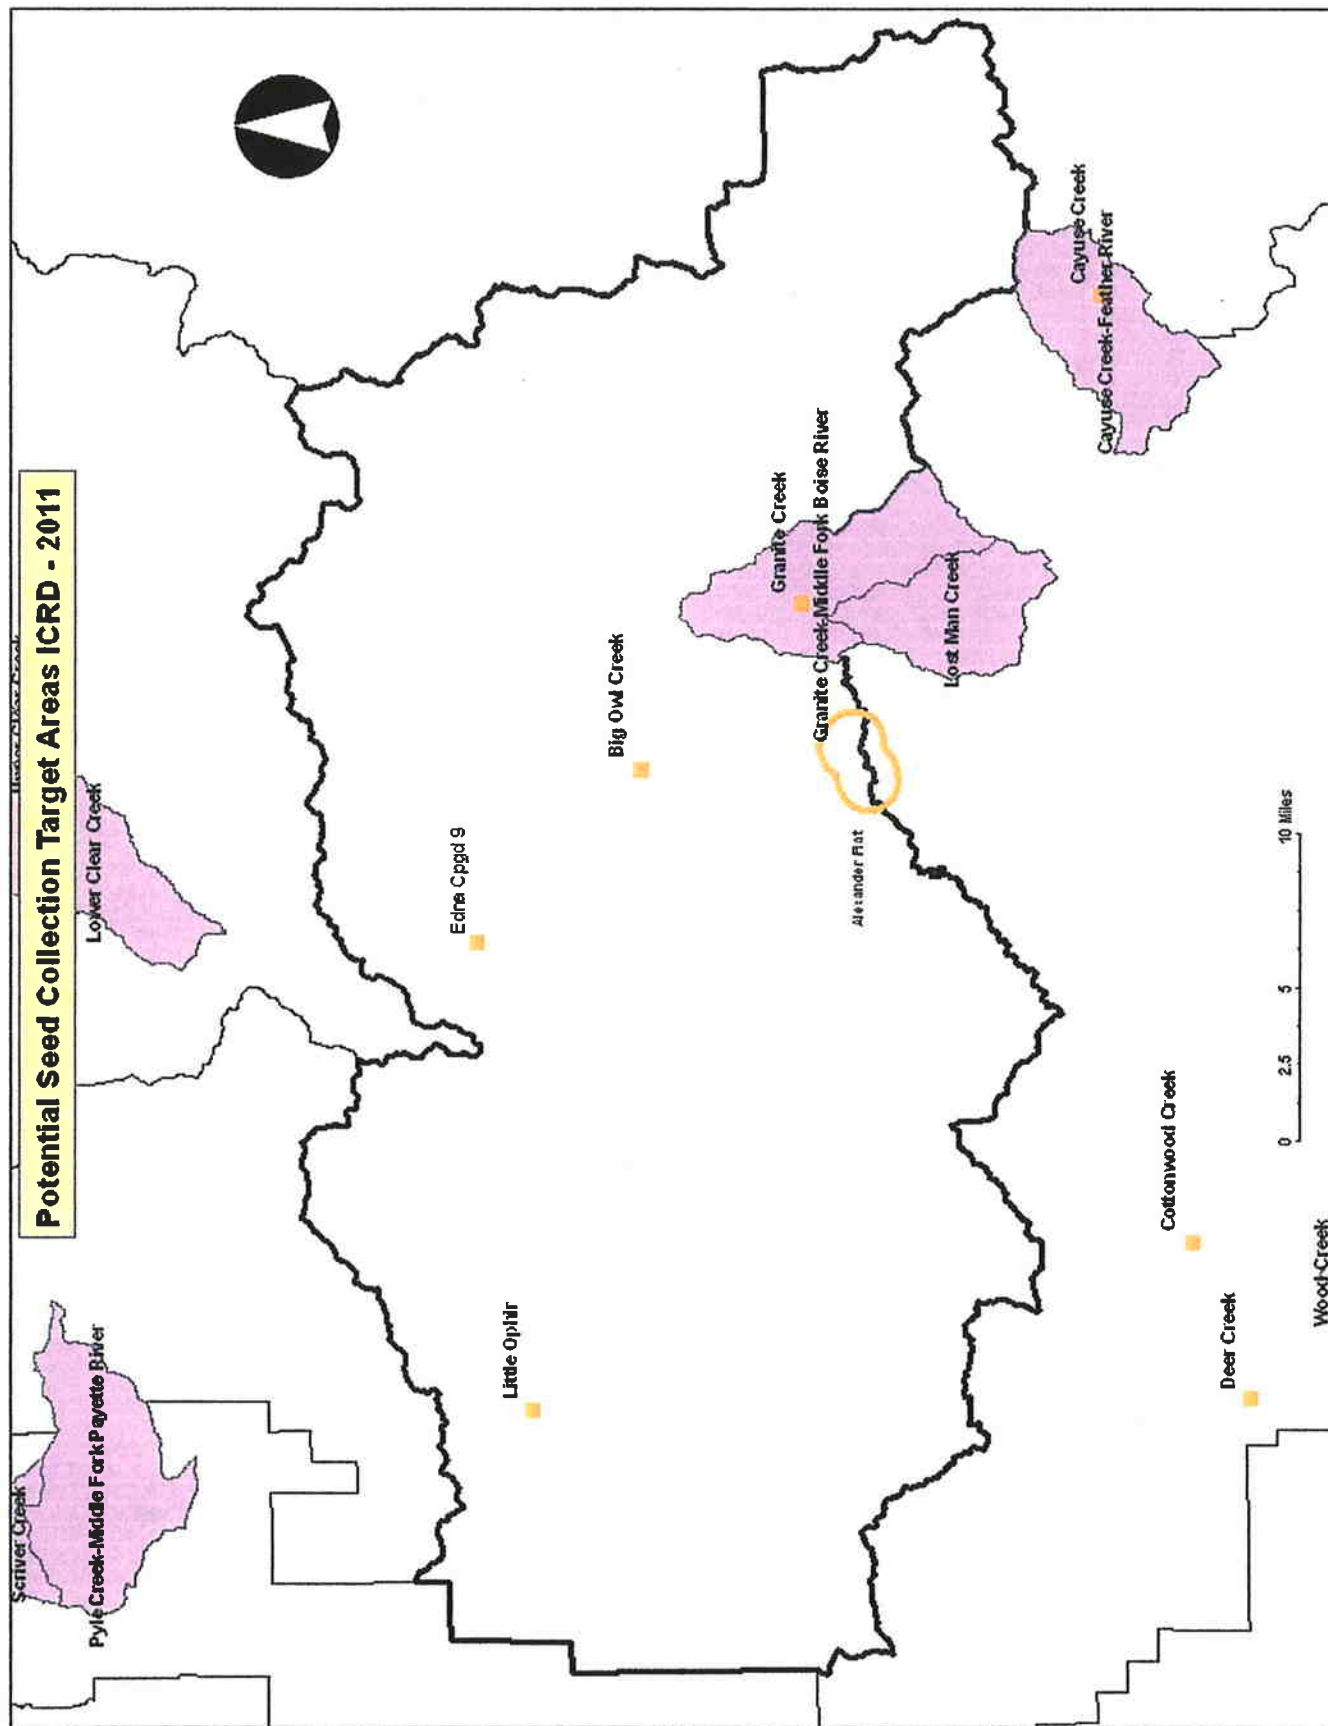 Potential Seed Collection Target Areas ICRD - 2011
Scriver Creek
Pyle Creek-Middle Fork Payette River
Lower Clear Creek
Edna Cpgd 9
Little Ophir
Big Owl Creek
Granite Creek
Granite Creek-Middle Fork Boise River
Alexander Flat
Lost Man Creek
Cayuse Creek
Cayuse Creek-Feather River
Cottonwood Creek
Deer Creek
Wood Creek
0 2.5 5 10 Miles